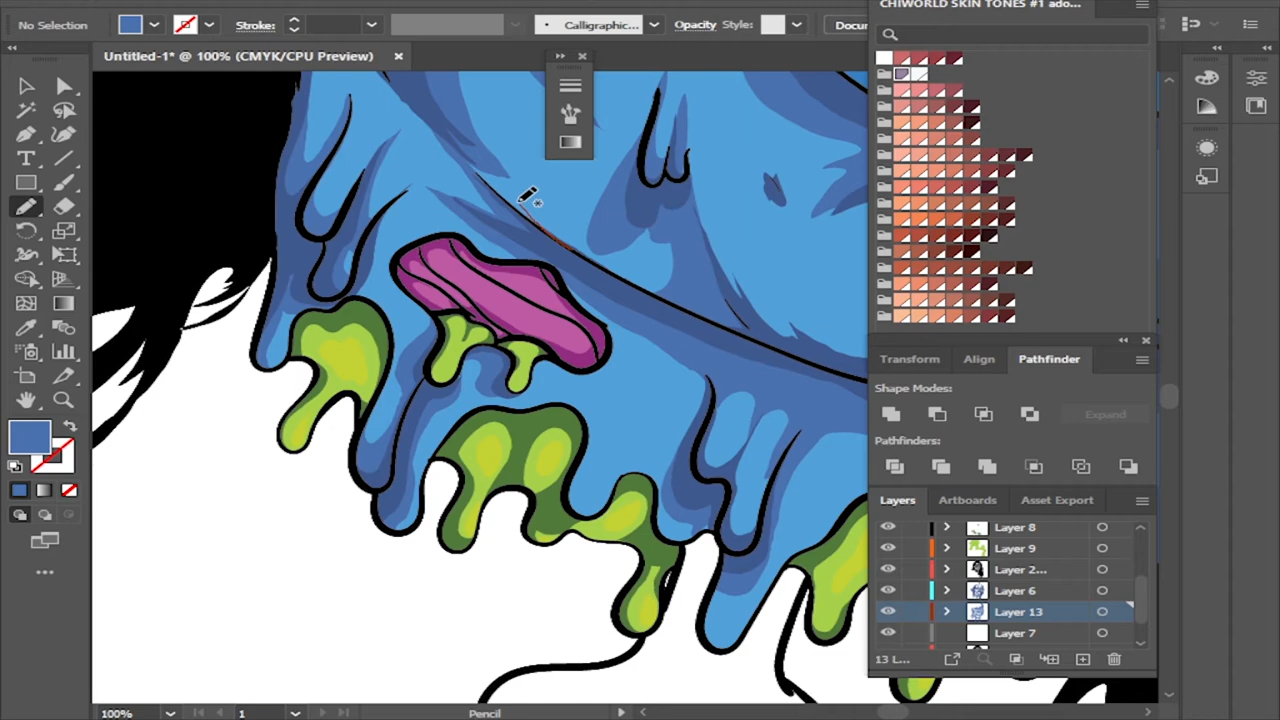 CHIWORLD SKIN TONES #1 ado...
No Selection
Stroke:
Calligraphic...
Opacity
Style:
Docu
Untitled-1* @ 100% (CMYK/CPU Preview)
Transform
Align
Pathfinder
Shape Modes:
Expand
Pathfinders:
Layers
Artboards
Asset Export
Layer 8
Layer 9
Layer 2...
Layer 6
Layer 13
Layer 7
13 L...
100%
1
Pencil